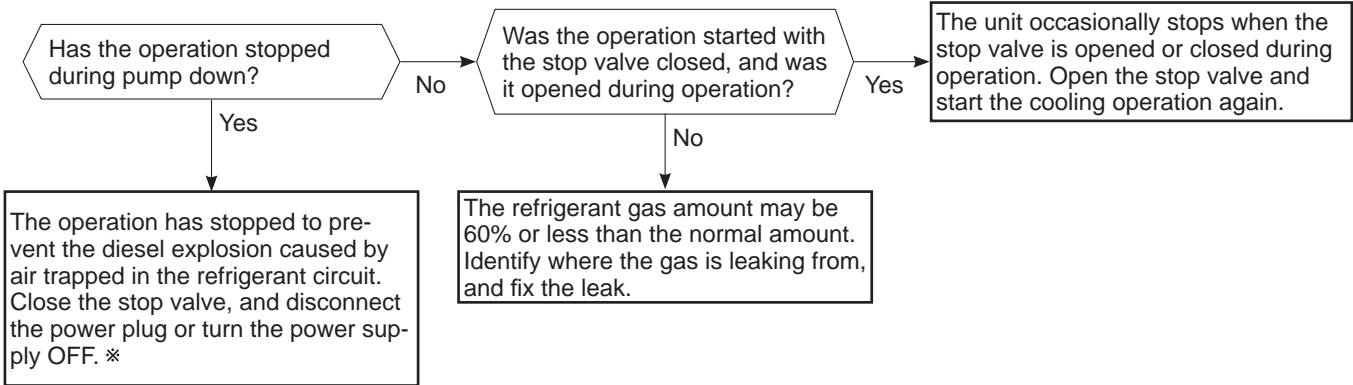 Has the operation stopped
during pump down?
No
Was the operation started with
the stop valve closed, and was
it opened during operation?
Yes
The unit occasionally stops when the
stop valve is opened or closed during
operation. Open the stop valve and
start the cooling operation again.
Yes
No
The operation has stopped to pre-
vent the diesel explosion caused by
air trapped in the refrigerant circuit.
Close the stop valve, and disconnect
the power plug or turn the power sup-
ply OFF. ※
The refrigerant gas amount may be
60% or less than the normal amount.
Identify where the gas is leaking from,
and fix the leak.